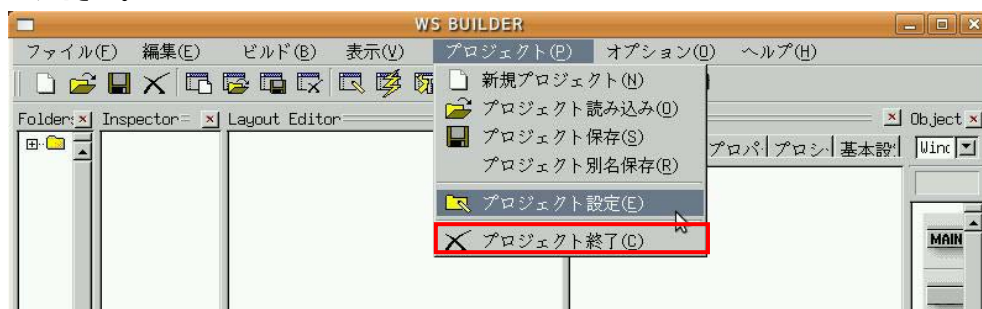 WS BUILDER
ファイル(F) 編集(E) ビルド(B) 表示(V) プロジェクト(P) オプション(O) ヘルプ(H)
新規プロジェクト(N)
プロジェクト読み込み(O)
プロジェクト保存(S)
プロジェクト別名保存(R)
プロジェクト設定(E)
プロジェクト終了(C)
Folder: Inspector Layout Editor Object
プロパ プロシ 基本設 Winc
MAIN